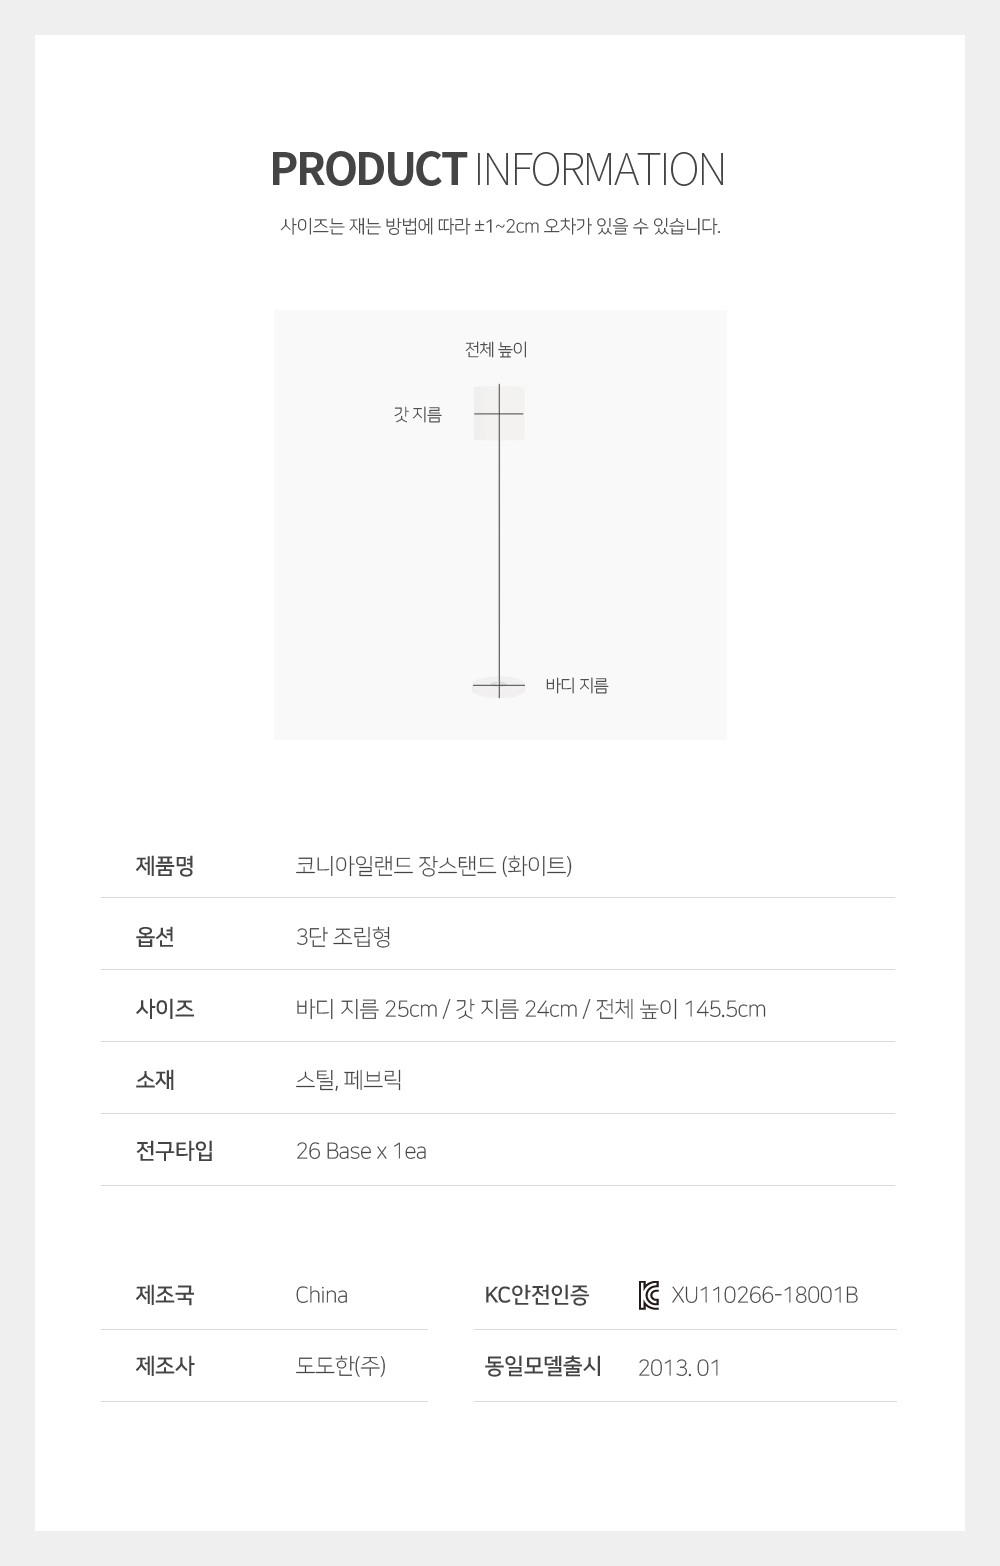 PRODUCT INFORMATION
사이즈는 재는 방법에 따라 ±1~2cm 오차가 있을 수 있습니다.
전체 높이
갓 지름
바디 지름
제품명 코니아일랜드 장스탠드 (화이트)
옵션 3단 조립형
사이즈 바디 지름 25cm / 갓 지름 24cm / 전체 높이 145.5cm
소재 스틸, 페브릭
전구타입 26 Base x 1ea
제조국 China KC안전인증 XU110266-18001B
제조사 도도한(주) 동일모델출시 2013. 01